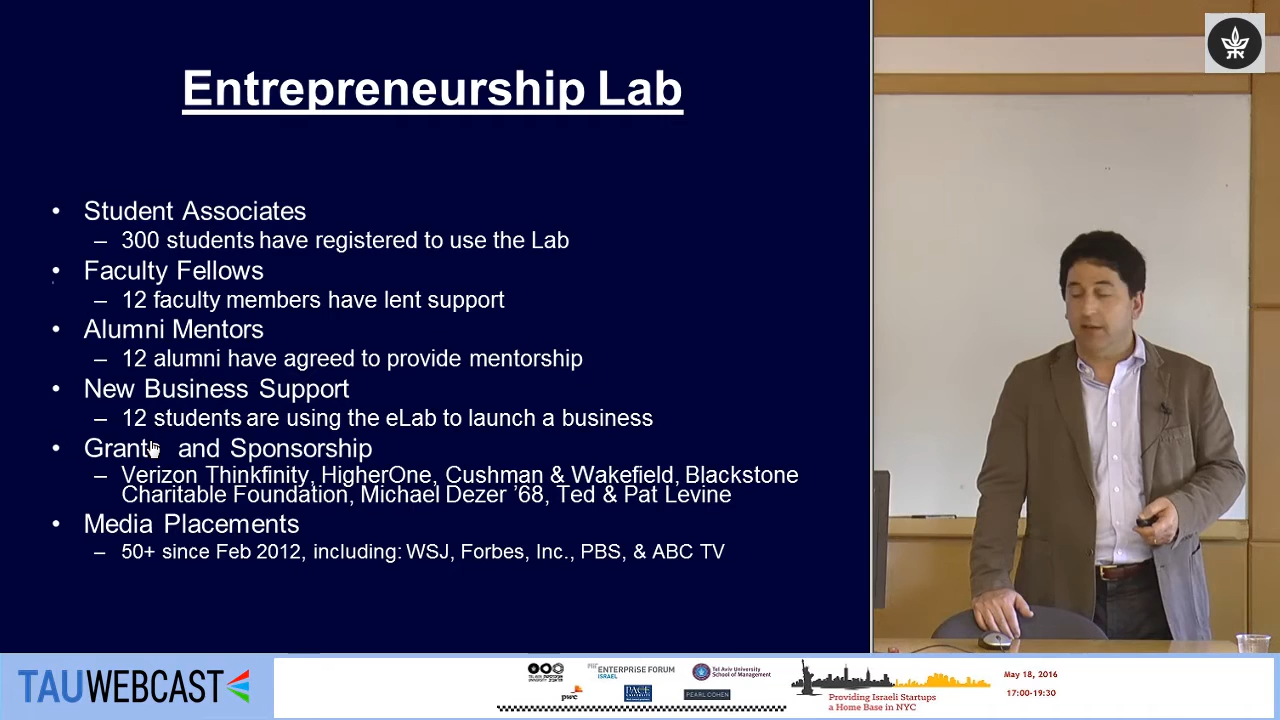 Entrepreneurship Lab
• Student Associates
– 300 students have registered to use the Lab
• Faculty Fellows
– 12 faculty members have lent support
• Alumni Mentors
– 12 alumni have agreed to provide mentorship
• New Business Support
– 12 students are using the eLab to launch a business
• Grants and Sponsorship
– Verizon Thinkfinity, HigherOne, Cushman & Wakefield, Blackstone
Charitable Foundation, Michael Dezer ’68, Ted & Pat Levine
• Media Placements
– 50+ since Feb 2012, including: WSJ, Forbes, Inc., PBS, & ABC TV
TAUWEBCAST
MIT ENTERPRISE FORUM
ISRAEL
Tel Aviv University
School of Management
pwc
PACE
PEARL COHEN
Providing Israeli Startups
a Home Base in NYC
May 18, 2016
17:00-19:30